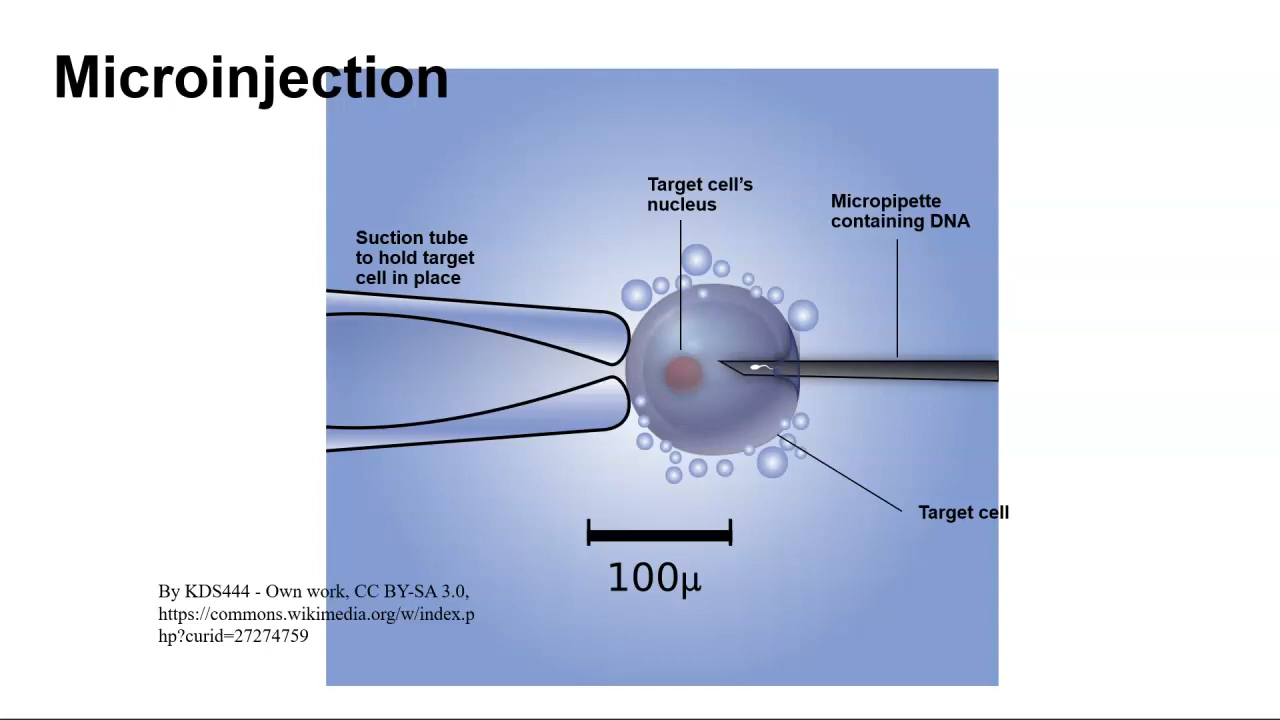 Microinjection
Target cell’s
nucleus
Micropipette
containing DNA
Suction tube
to hold target
cell in place
Target cell
100µ
By KDS444 - Own work, CC BY-SA 3.0,
https://commons.wikimedia.org/w/index.p
hp?curid=27274759